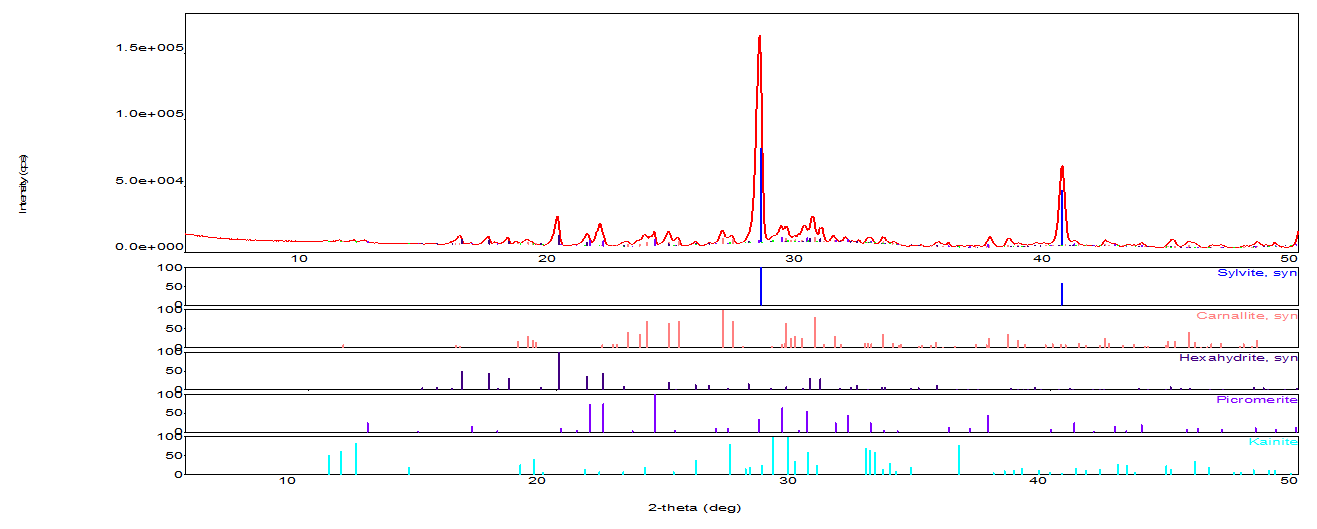 Intensity (cps)
1.5e+005
1.0e+005
5.0e+004
0.0e+000
10 20 30 40 50
100 Sylvite, syn
50
0
100 Carnallite, syn
50
0
100 Hexahydrite, syn
50
0
100 Picromerite
50
0
100 Kainite
50
0
10 20 30 40 50
2-theta (deg)